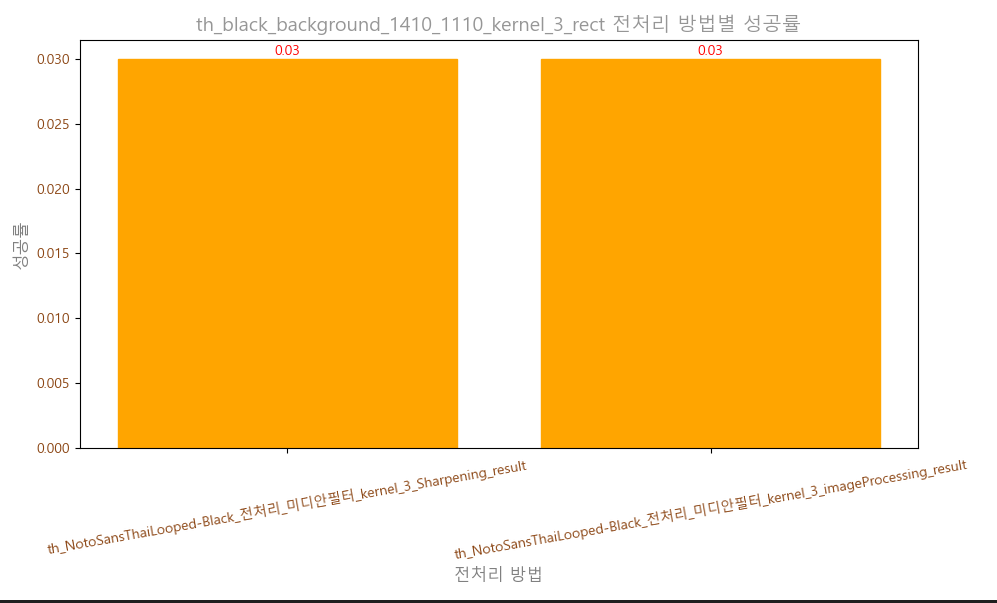 th_black_background_1410_1110_kernel_3_rect 전처리 방법별 성공률
0.03
0.03
0.030
0.025
0.020
0.015
0.010
0.005
0.000
성공률
th_NotoSansThaiLooped-Black_전처리_미디안필터_kernel_3_Sharpening_result
th_NotoSansThaiLooped-Black_전처리_미디안필터_kernel_3_imageProcessing_result
전처리 방법